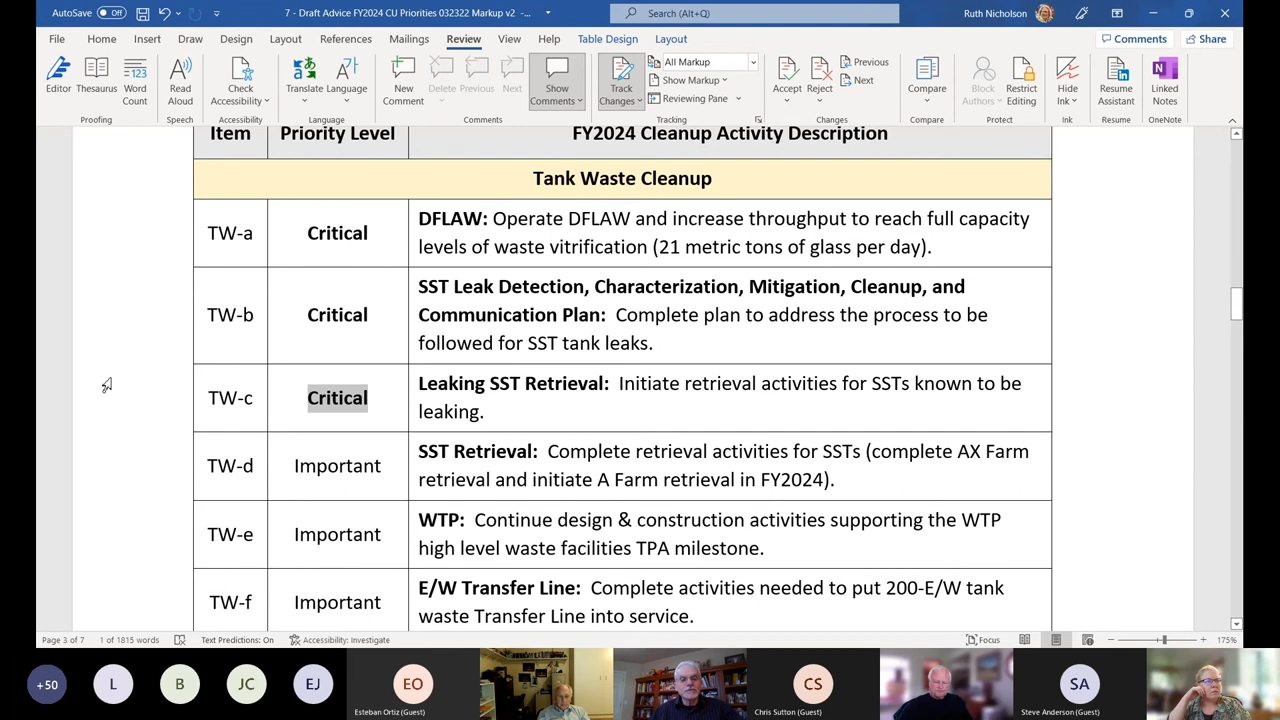 AutoSave Off 7 - Draft Advice FY2024 CU Priorities 032322 Markup v2 -... Search (Alt+Q) Ruth Nicholson
File Home Insert Draw Design Layout References Mailings Review View Help Table Design Layout Comments Share
Editor Thesaurus Word Count
Read Aloud
Check Accessibility
Translate Language
New Comment Delete Previous Next Show Comments
Track Changes All Markup Show Markup Reviewing Pane
Accept Reject Previous Next
Compare
Block Authors Restrict Editing
Hide Ink
Resume Assistant
Linked Notes
Proofing Speech Accessibility Language Comments Tracking Changes Compare Protect Ink Resume OneNote
Item Priority Level FY2024 Cleanup Activity Description
Tank Waste Cleanup
TW-a Critical DFLAW: Operate DFLAW and increase throughput to reach full capacity
levels of waste vitrification (21 metric tons of glass per day).
TW-b Critical SST Leak Detection, Characterization, Mitigation, Cleanup, and
Communication Plan: Complete plan to address the process to be
followed for SST tank leaks.
TW-c Critical Leaking SST Retrieval: Initiate retrieval activities for SSTs known to be
leaking.
TW-d Important SST Retrieval: Complete retrieval activities for SSTs (complete AX Farm
retrieval and initiate A Farm retrieval in FY2024).
TW-e Important WTP: Continue design & construction activities supporting the WTP
high level waste facilities TPA milestone.
TW-f Important E/W Transfer Line: Complete activities needed to put 200-E/W tank
waste Transfer Line into service.
Page 3 of 7 1 of 1815 words Text Predictions: On Accessibility: Investigate Focus 175%
+50 L B JC EJ EO CS SA
Esteban Ortiz (Guest) Chris Sutton (Guest) Steve Anderson (Guest)